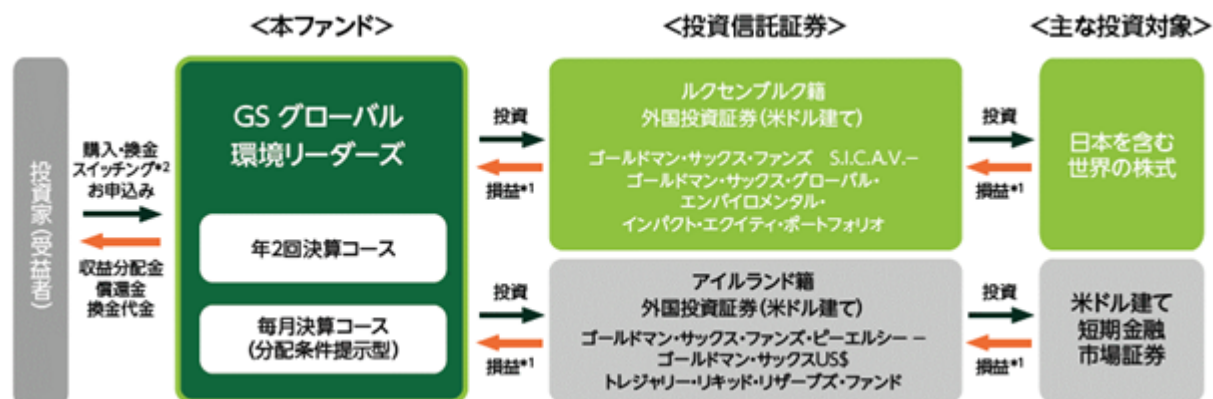 ＜本ファンド＞
＜投資信託証券＞
＜主な投資対象＞
投資家（受益者）
購入・換金
スイッチング*2
お申込み
収益分配金
償還金
換金代金
GS グローバル
環境リーダーズ
年2回決算コース
毎月決算コース
（分配条件提示型）
投資
損益*1
投資
損益*1
ルクセンブルク籍
外国投資証券（米ドル建て）
ゴールドマン・サックス・ファンズ　S.I.C.A.V.－
ゴールドマン・サックス・グローバル・
エンバイロメンタル・
インパクト・エクイティ・ポートフォリオ
アイルランド籍
外国投資証券（米ドル建て）
ゴールドマン・サックス・ファンズ・ピーエルシー －
ゴールドマン・サックスUS$
トレジャリー・リキッド・リザーブズ・ファンド
投資
損益*1
投資
損益*1
日本を含む
世界の株式
米ドル建て
短期金融
市場証券